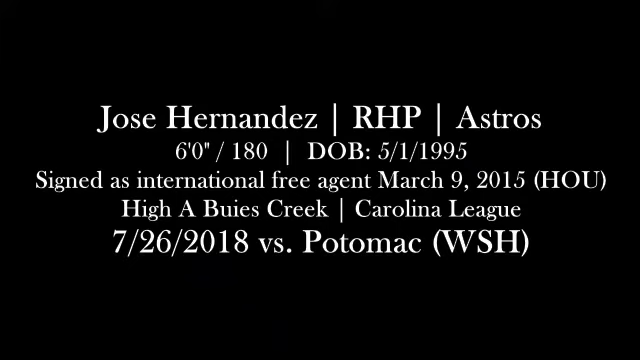 Jose Hernandez | RHP | Astros
6'0" / 180 | DOB: 5/1/1995
Signed as international free agent March 9, 2015 (HOU)
High A Buies Creek | Carolina League
7/26/2018 vs. Potomac (WSH)